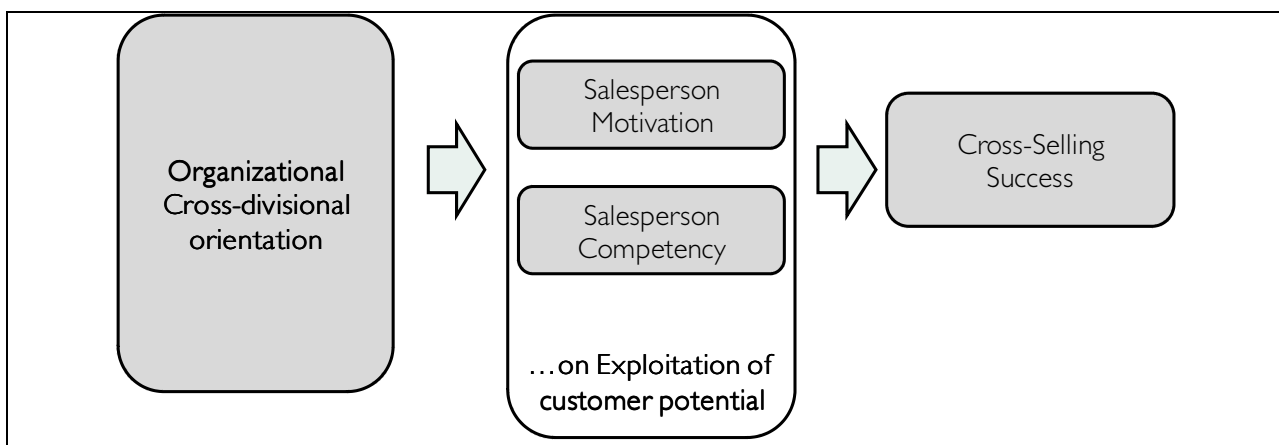 Organizational
Cross-divisional
orientation
Salesperson
Motivation
Salesperson
Competency
…on Exploitation of
customer potential
Cross-Selling
Success